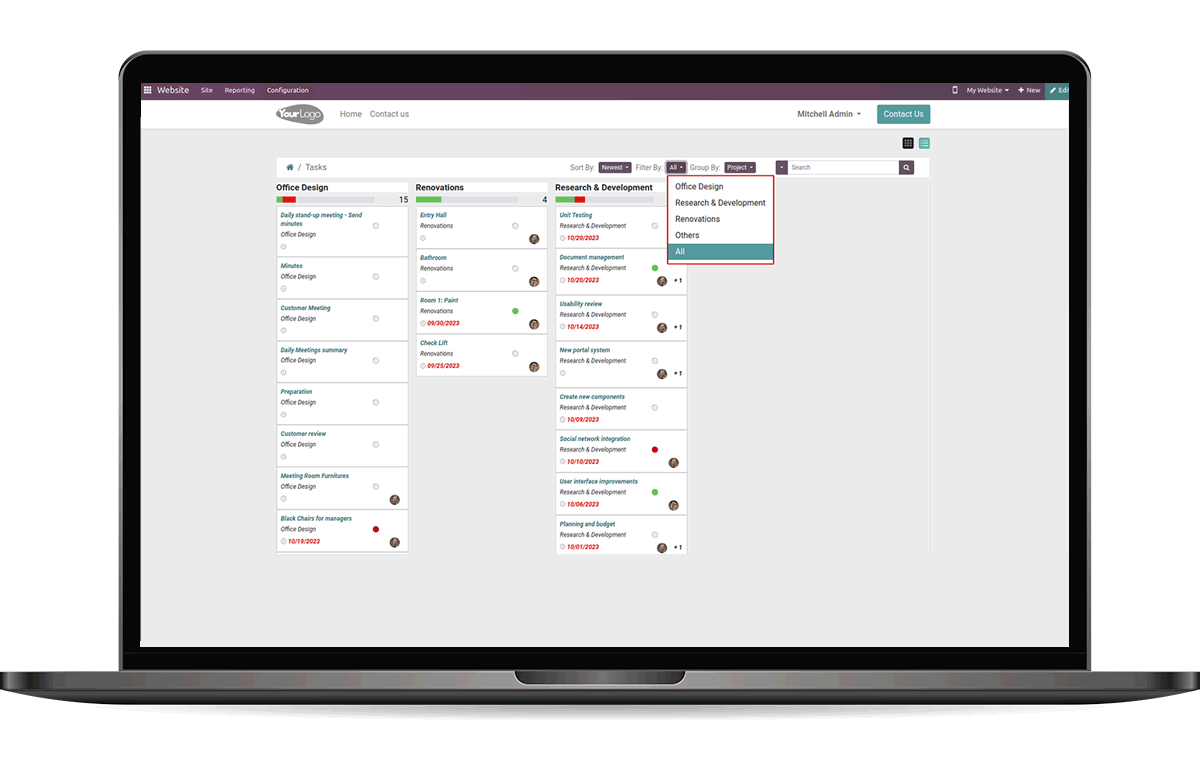 Website Site Reporting Configuration My Website + New Edit
YourLogo Home Contact us Mitchell Admin Contact Us
/ Tasks Sort By: Newest Filter By: All Group By: Project Search
Office Design
15
Daily stand-up meeting - Send
minutes
Office Design
Minutes
Office Design
Customer Meeting
Office Design
Daily Meetings summary
Office Design
Preparation
Office Design
Customer review
Office Design
Meeting Room Furnitures
Office Design
Black Chairs for managers
Office Design
10/19/2023
Renovations
4
Entry Hall
Renovations
Bathroom
Renovations
Room 1: Paint
Renovations
09/30/2023
Check Lift
Renovations
09/25/2023
Research & Development
Unit Testing
Research & Development
10/20/2023
Document management
Research & Development
10/20/2023 +1
Usability review
Research & Development
10/14/2023 +1
New portal system
Research & Development
+1
Create new components
Research & Development
10/09/2023
Social network integration
Research & Development
10/10/2023
User interface improvements
Research & Development
10/06/2023
Planning and budget
Research & Development
10/01/2023 +1
Office Design
Research & Development
Renovations
Others
All